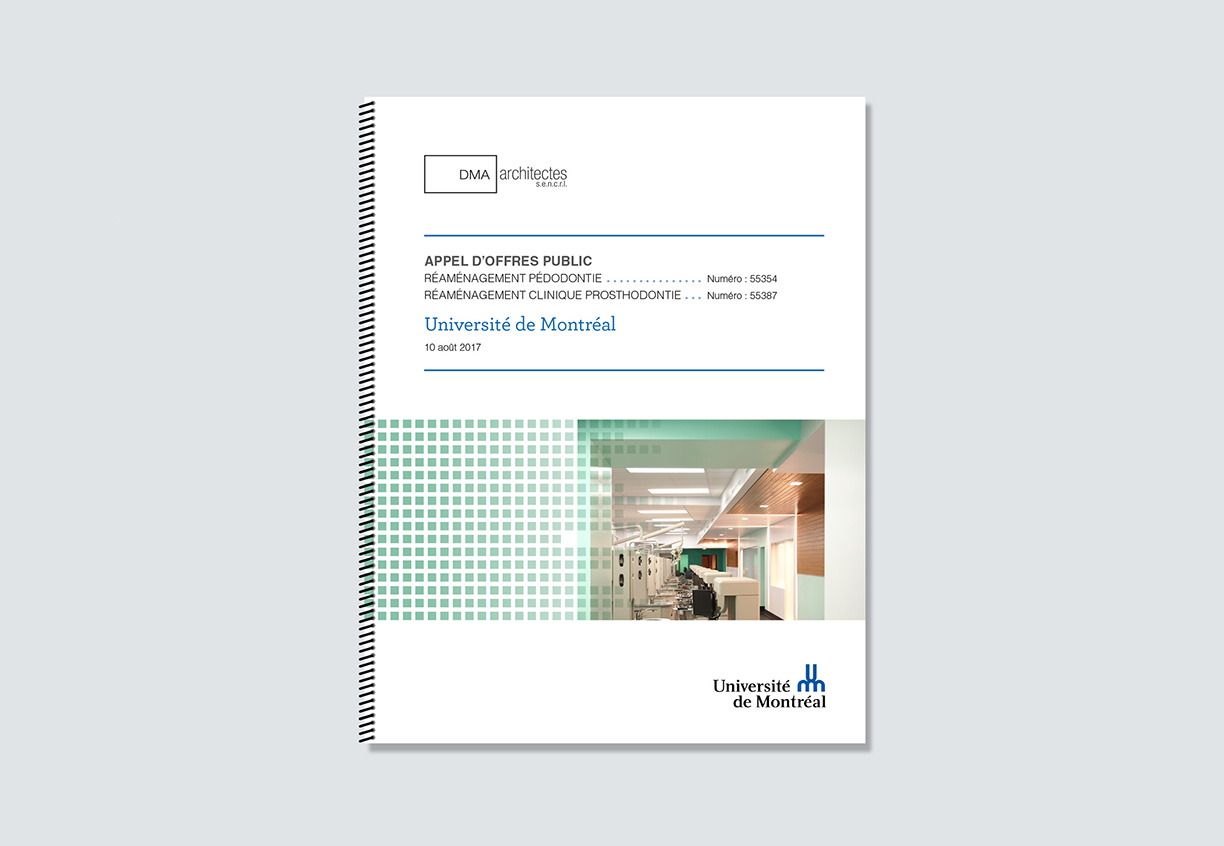 DMA architectes
s.e.n.c.r.l.
APPEL D’OFFRES PUBLIC
RÉAMÉNAGEMENT PÉDODONTIE . . . . . . . . . . . . . . . Numéro : 55354
RÉAMÉNAGEMENT CLINIQUE PROSTHODONTIE . . . Numéro : 55387
Université de Montréal
10 août 2017
Université
de Montréal